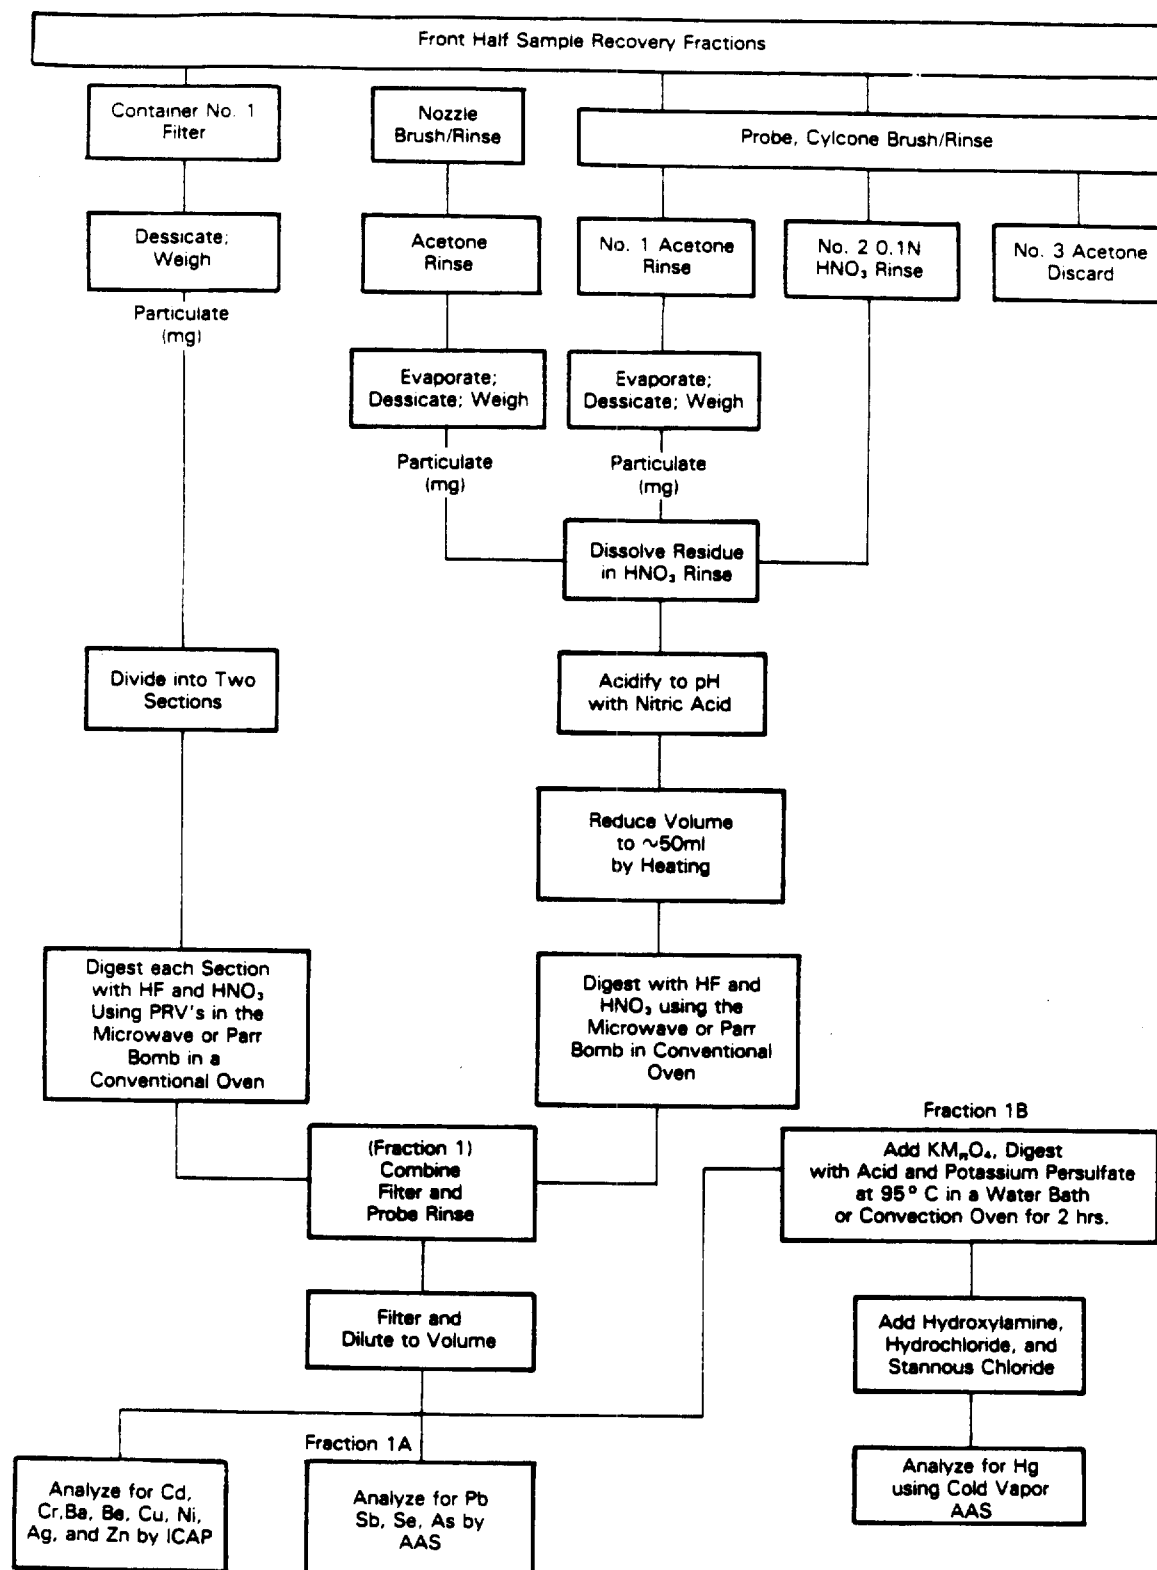 Front Half Sample Recovery Fractions
Container No. 1
Filter
Nozzle
Brush/Rinse
Probe, Cylcone Brush/Rinse
Dessicate;
Weigh
Acetone
Rinse
No. 1 Acetone
Rinse
No. 2 0.1N
HNO₃ Rinse
No. 3 Acetone
Discard
Particulate
(mg)
Evaporate;
Dessicate; Weigh
Evaporate;
Dessicate; Weigh
Particulate
(mg)
Particulate
(mg)
Dissolve Residue
in HNO₃ Rinse
Divide into Two
Sections
Acidify to pH
with Nitric Acid
Reduce Volume
to ~50ml
by Heating
Digest each Section
with HF and HNO₃
Using PRV's in the
Microwave or Parr
Bomb in a
Conventional Oven
Digest with HF and
HNO₃ using the
Microwave or Parr
Bomb in Conventional
Oven
(Fraction 1)
Combine
Filter and
Probe Rinse
Fraction 1B
Add KMₙO₄, Digest
with Acid and Potassium Persulfate
at 95° C in a Water Bath
or Convection Oven for 2 hrs.
Filter and
Dilute to Volume
Add Hydroxylamine,
Hydrochloride, and
Stannous Chloride
Fraction 1A
Analyze for Cd,
Cr,Ba, Be, Cu, Ni,
Ag, and Zn by ICAP
Analyze for Pb
Sb, Se, As by
AAS
Analyze for Hg
using Cold Vapor
AAS